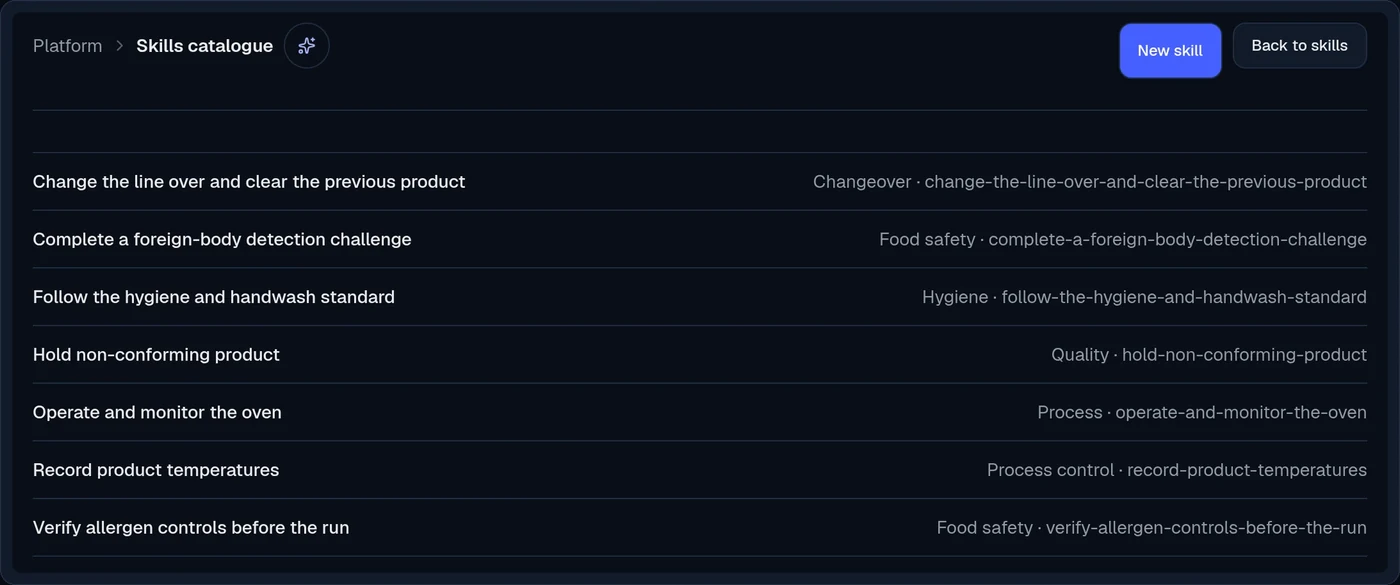 Platform > Skills catalogue
New skill
Back to skills
Change the line over and clear the previous product
Changeover · change-the-line-over-and-clear-the-previous-product
Complete a foreign-body detection challenge
Food safety · complete-a-foreign-body-detection-challenge
Follow the hygiene and handwash standard
Hygiene · follow-the-hygiene-and-handwash-standard
Hold non-conforming product
Quality · hold-non-conforming-product
Operate and monitor the oven
Process · operate-and-monitor-the-oven
Record product temperatures
Process control · record-product-temperatures
Verify allergen controls before the run
Food safety · verify-allergen-controls-before-the-run